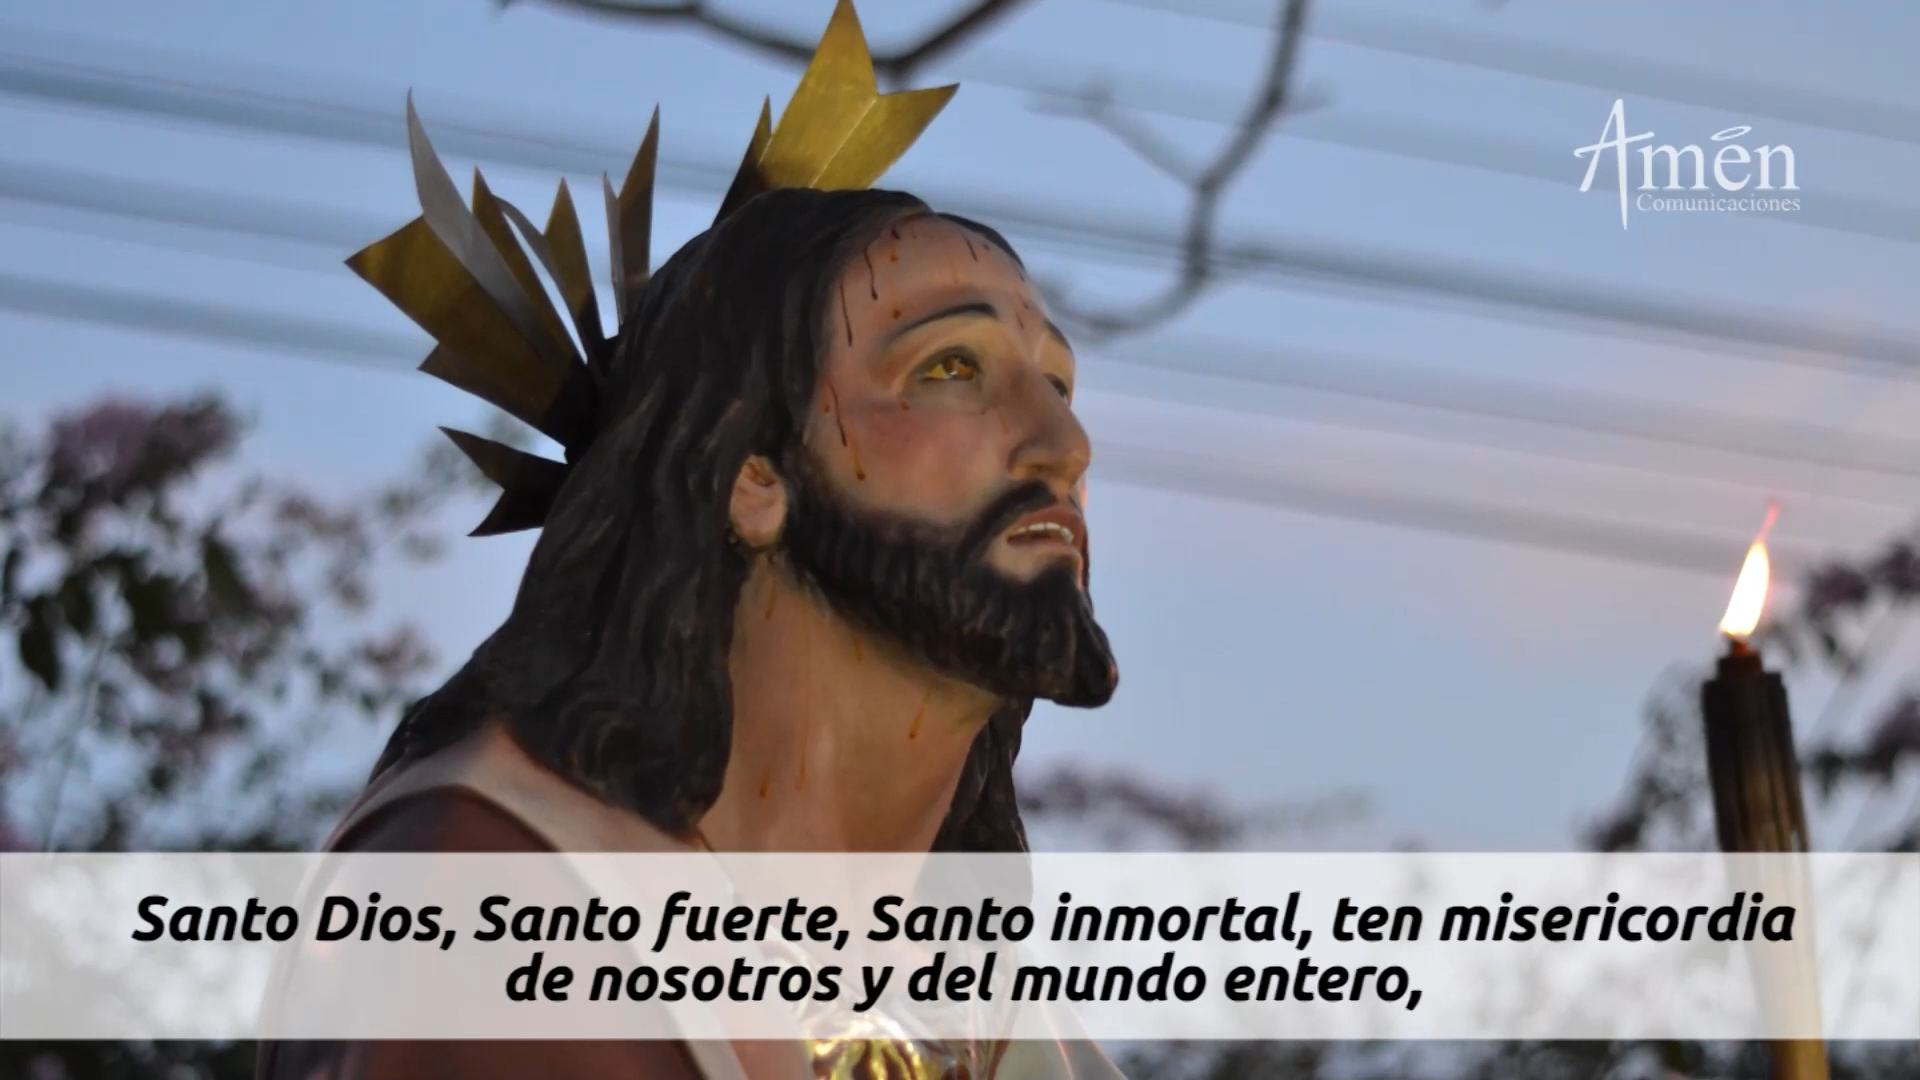 Amén
Comunicaciones
Santo Dios, Santo fuerte, Santo inmortal, ten misericordia
de nosotros y del mundo entero,